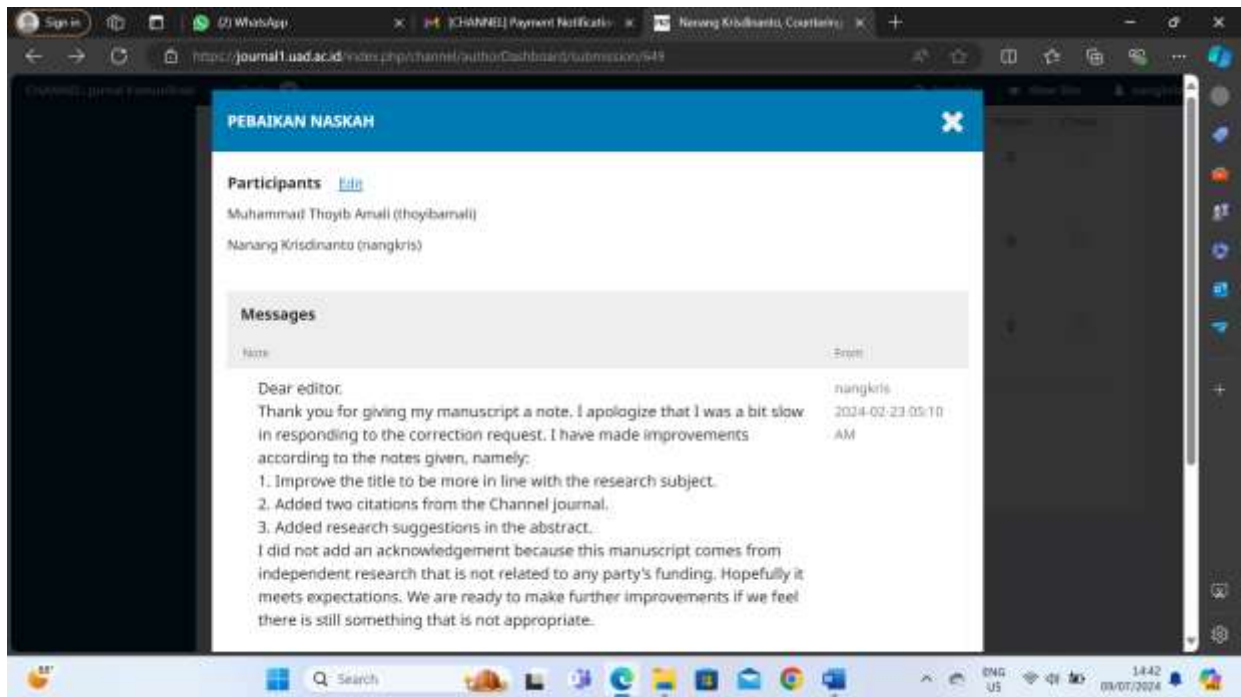 Sign in
(2) WhatsApp
[CHANNEL] Payment Notificatio
Nanang Krisdinanto, Countering
https://journal1.uad.ac.id/index.php/channel/authorDashboard/submission/649
PEBAIKAN NASKAH
Participants Edit
Muhammad Thoyib Amali (thoyibamali)
Nanang Krisdinanto (nangkris)
Messages
Note From
Dear editor.
Thank you for giving my manuscript a note. I apologize that I was a bit slow
in responding to the correction request. I have made improvements
according to the notes given, namely:
1. Improve the title to be more in line with the research subject.
2. Added two citations from the Channel journal.
3. Added research suggestions in the abstract.
I did not add an acknowledgement because this manuscript comes from
independent research that is not related to any party's funding. Hopefully it
meets expectations. We are ready to make further improvements if we feel
there is still something that is not appropriate.
nangkris
2024-02-23 05:10
AM
88°
Search
ENG
US
14:42
09/07/2024